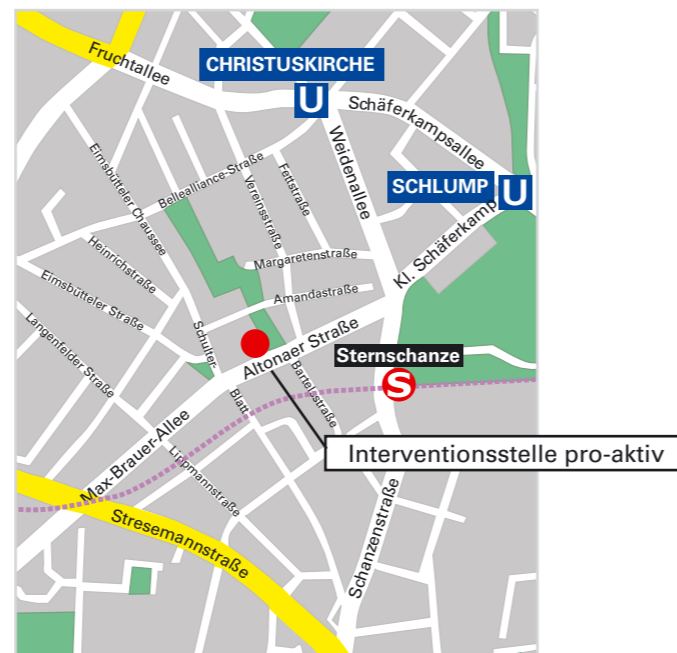 Fruchtallee
CHRISTUSKIRCHE
U
Schäferkampsallee
Weidenallee
SCHLUMP
U
Kl. Schäferkamp
Eimsbütteler Chaussee
Bellealliance-Straße
Vereinsstraße
Fettstraße
Heinrichstraße
Margaretenstraße
Eimsbütteler Straße
Amandastraße
Langenfelder Straße
Schulter-
Blatt
Altonaer Straße
Sternschanze
S
Bartelsstraße
Max-Brauer-Allee
Lippmannstraße
Interventionsstelle pro-aktiv
Stresemannstraße
Schanzenstraße